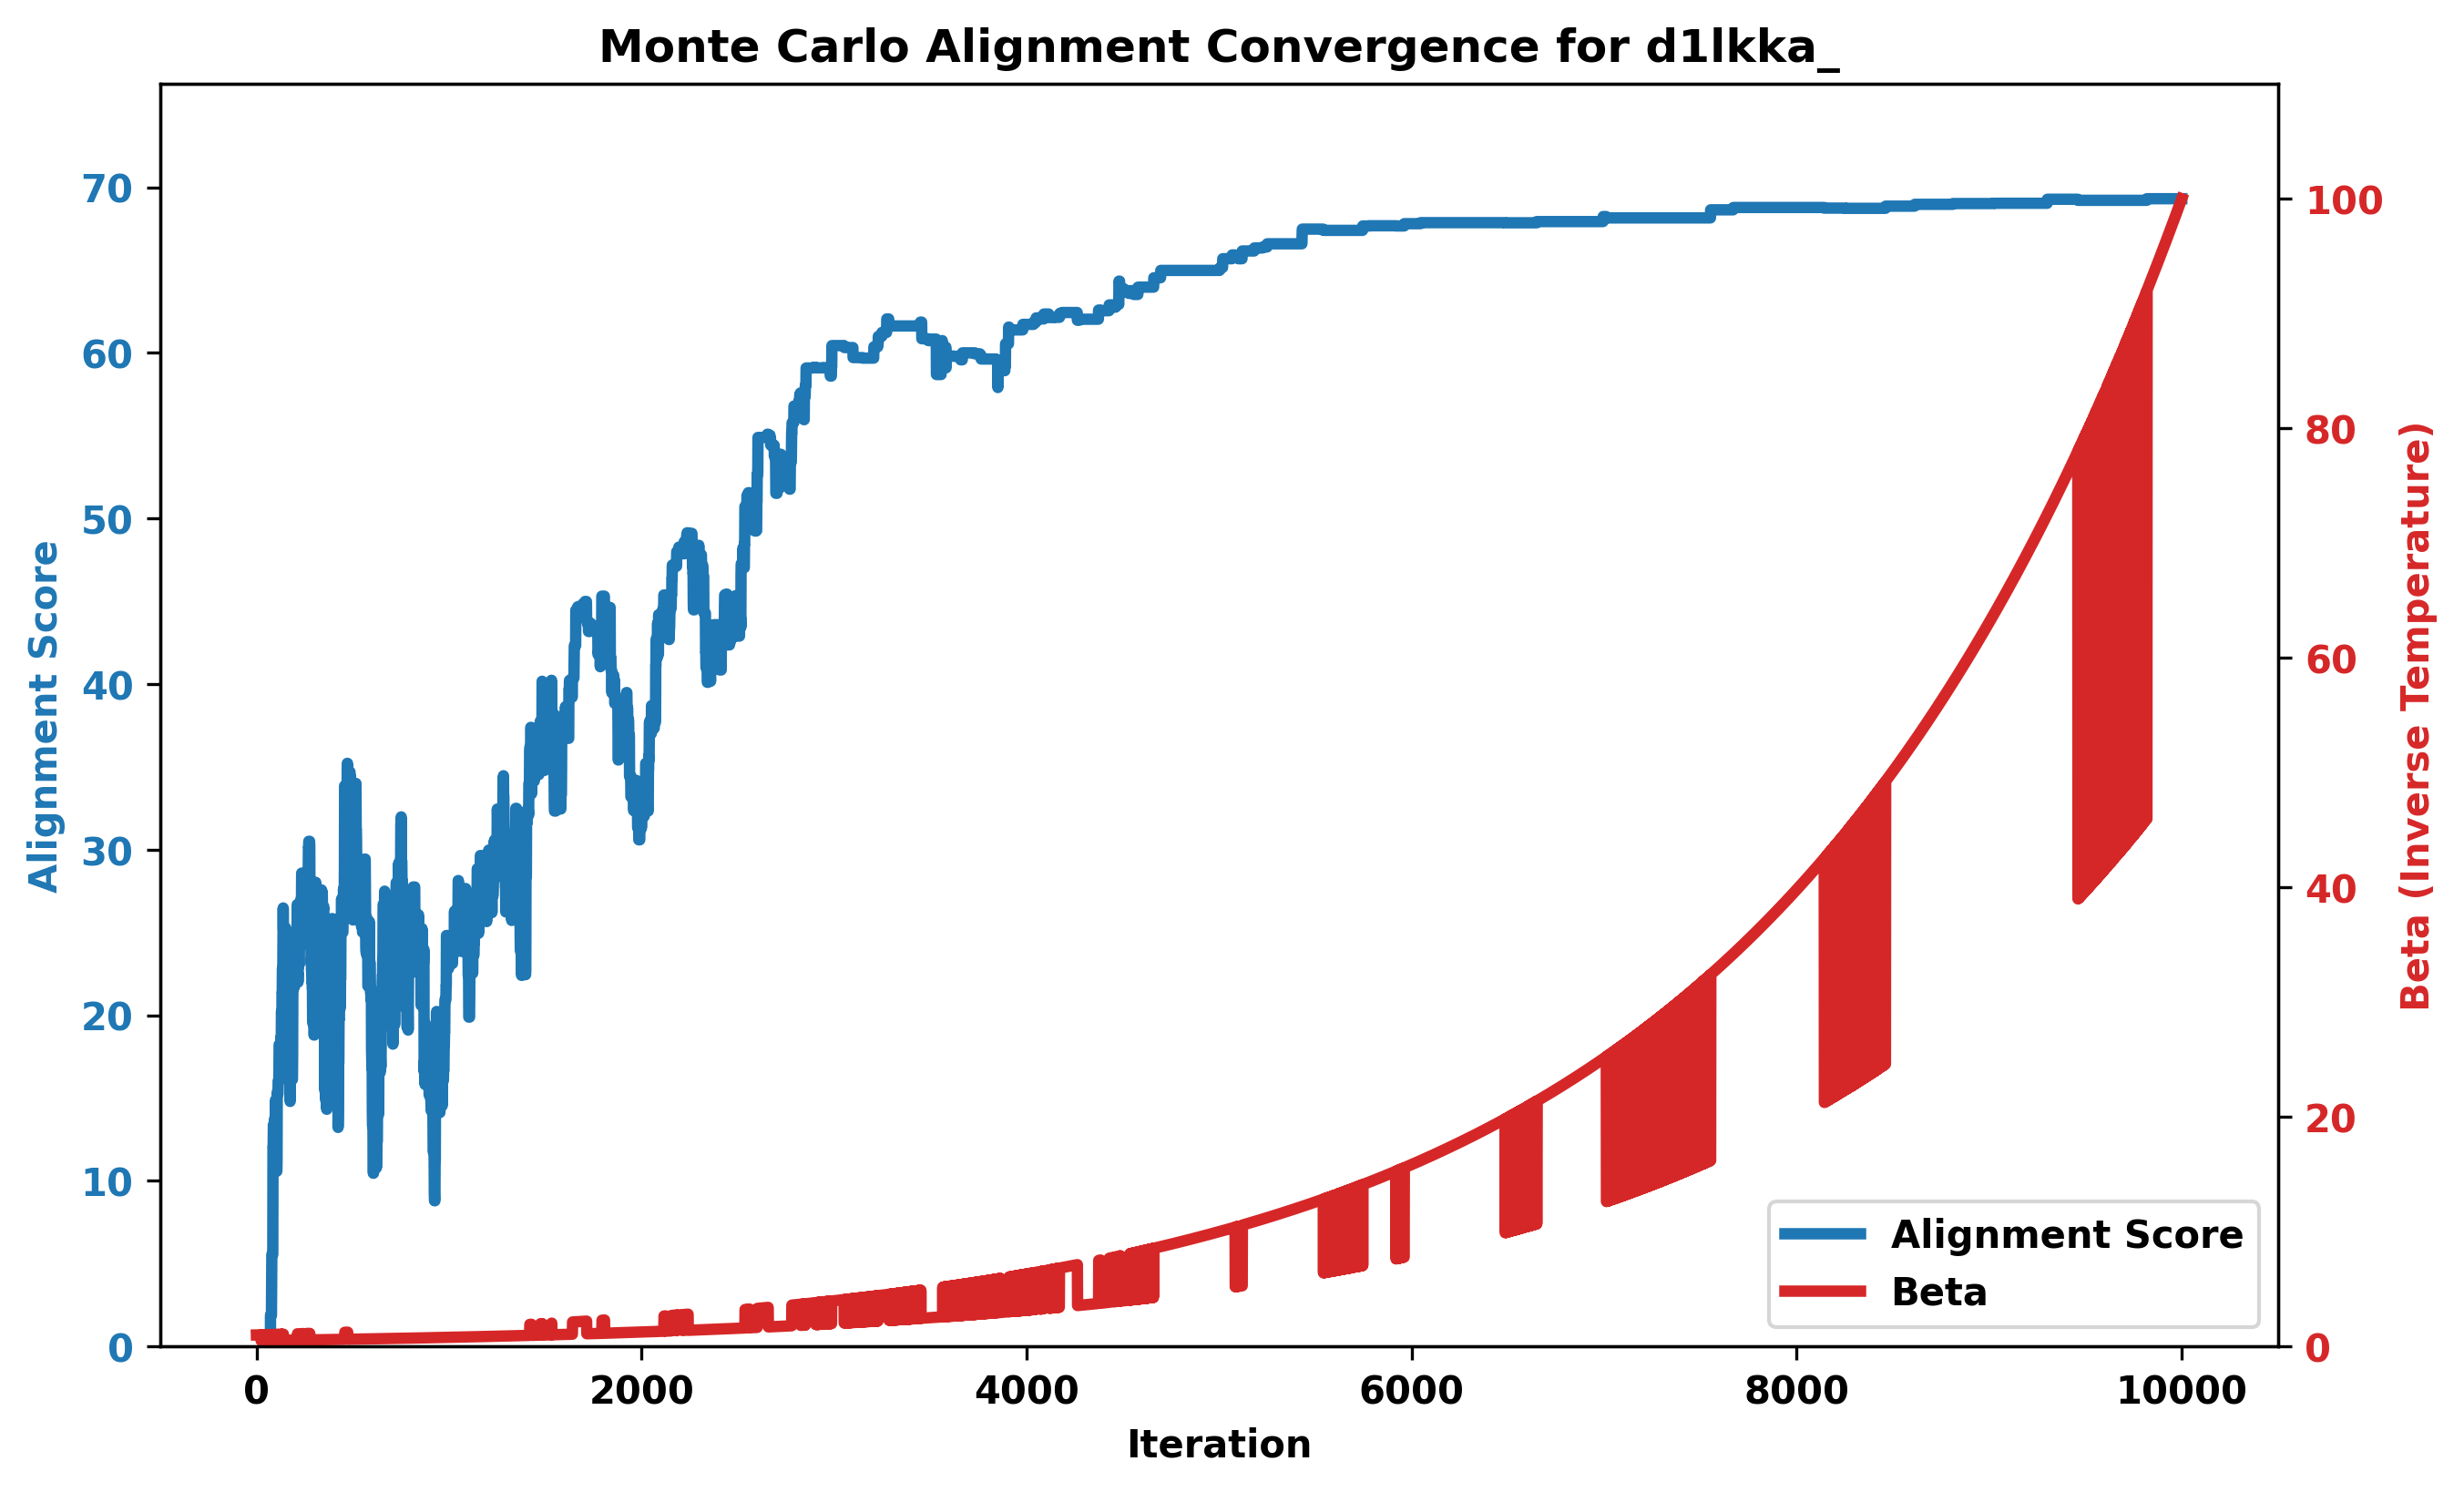 Monte Carlo Alignment Convergence for d1lkka_
Alignment Score
70
60
50
40
30
20
10
0
100
80
60
40
20
0
Beta (Inverse Temperature)
Alignment Score
Beta
0 2000 4000 6000 8000 10000
Iteration